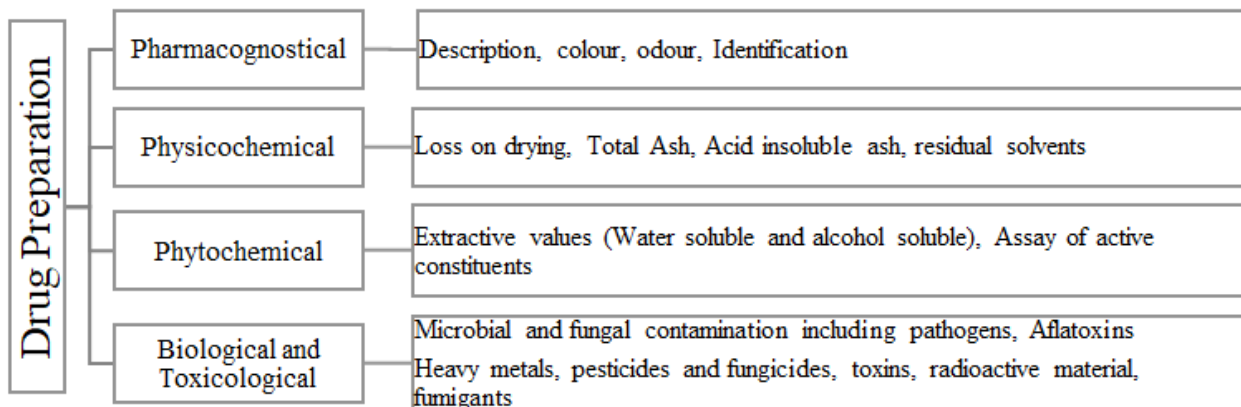 Drug Preparation
Pharmacognostical
Description, colour, odour, Identification
Physicochemical
Loss on drying, Total Ash, Acid insoluble ash, residual solvents
Phytochemical
Extractive values (Water soluble and alcohol soluble), Assay of active
constituents
Biological and
Toxicological
Microbial and fungal contamination including pathogens, Aflatoxins
Heavy metals, pesticides and fungicides, toxins, radioactive material,
fumigants